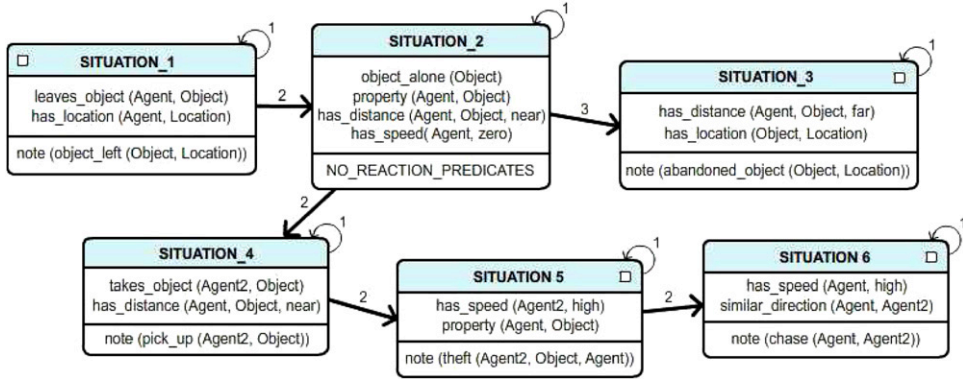 1
SITUATION_1
leaves_object (Agent, Object)
has_location (Agent, Location)
note (object_left (Object, Location))
2
1
SITUATION_2
object_alone (Object)
property (Agent, Object)
has_distance (Agent, Object, near)
has_speed( Agent, zero)
NO_REACTION_PREDICATES
3
1
SITUATION_3
has_distance (Agent, Object, far)
has_location (Object, Location)
note (abandoned_object (Object, Location))
2
1
SITUATION_4
takes_object (Agent2, Object)
has_distance (Agent, Object, near)
note (pick_up (Agent2, Object))
2
1
SITUATION 5
has_speed (Agent2, high)
property (Agent, Object)
note (theft (Agent2, Object, Agent))
2
1
SITUATION 6
has_speed (Agent, high)
similar_direction (Agent, Agent2)
note (chase (Agent, Agent2))